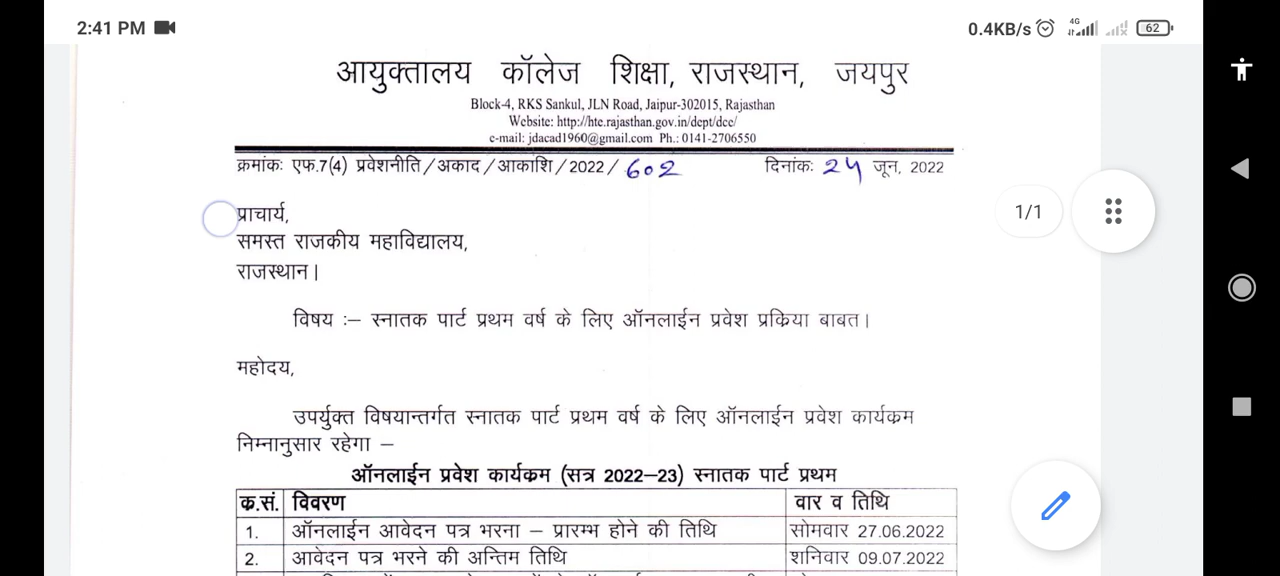 2:41 PM
0.4KB/s 4G 62
आयुक्तालय कॉलेज शिक्षा, राजस्थान, जयपुर
Block-4, RKS Sankul, JLN Road, Jaipur-302015, Rajasthan
Website: http://hte.rajasthan.gov.in/dept/dce/
e-mail: jdacad1960@gmail.com Ph.: 0141-2706550
क्रमांकः एफ.7(4) प्रवेशनीति/अकाद/आकाशि/2022/602 दिनांकः 24 जून, 2022
1/1
प्राचार्य,
समस्त राजकीय महाविद्यालय,
राजस्थान।
विषय :– स्नातक पार्ट प्रथम वर्ष के लिए ऑनलाईन प्रवेश प्रकिया बाबत।
महोदय,
उपर्युक्त विषयान्तर्गत स्नातक पार्ट प्रथम वर्ष के लिए ऑनलाईन प्रवेश कार्यकम
निम्नानुसार रहेगा –
ऑनलाईन प्रवेश कार्यकम (सत्र 2022–23) स्नातक पार्ट प्रथम
क.सं. विवरण वार व तिथि
1. ऑनलाईन आवेदन पत्र भरना – प्रारम्भ होने की तिथि सोमवार 27.06.2022
2. आवेदन पत्र भरने की अन्तिम तिथि शनिवार 09.07.2022